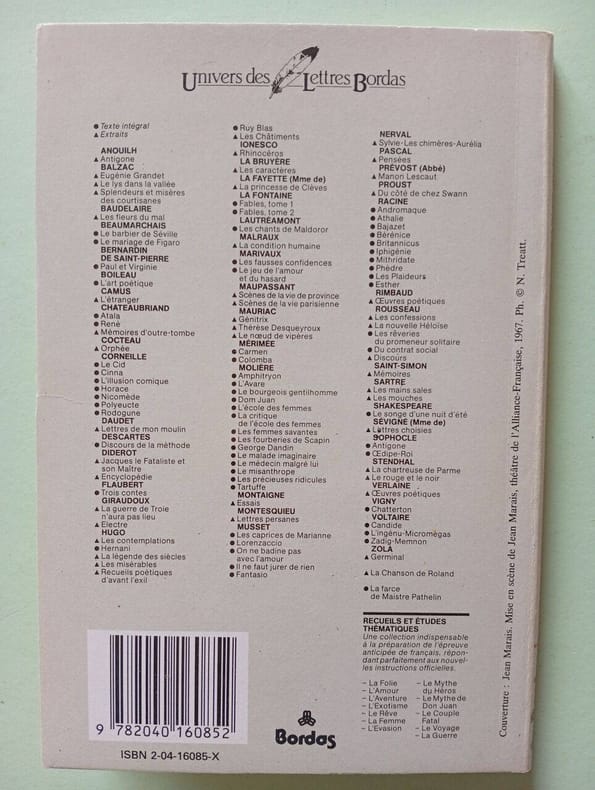 Univers des Lettres Bordas
● Texte intégral
▲ Extraits
ANOUILH
▲ Antigone
BALZAC
▲ Eugénie Grandet
▲ Le lys dans la vallée
▲ Splendeurs et misères
des courtisanes
BAUDELAIRE
▲ Les fleurs du mal
BEAUMARCHAIS
● Le barbier de Séville
● Le mariage de Figaro
BERNARDIN
DE SAINT-PIERRE
● Paul et Virginie
BOILEAU
● L'art poétique
CAMUS
▲ L'étranger
CHATEAUBRIAND
● Atala
● René
▲ Mémoires d'outre-tombe
COCTEAU
▲ Orphée
CORNEILLE
● Le Cid
● Cinna
● L'illusion comique
● Horace
● Nicomède
● Polyeucte
● Rodogune
DAUDET
▲ Lettres de mon moulin
DESCARTES
● Discours de la méthode
DIDEROT
▲ Jacques le Fataliste et
son Maître
▲ Encyclopédie
FLAUBERT
● Trois contes
GIRAUDOUX
▲ La guerre de Troie
n'aura pas lieu
▲ Electre
HUGO
▲ Les contemplations
● Hernani
▲ La légende des siècles
▲ Les misérables
▲ Recueils poétiques
d'avant l'exil
● Ruy Blas
▲ Les Châtiments
IONESCO
▲ Rhinocéros
LA BRUYÈRE
▲ Les caractères
LA FAYETTE (Mme de)
▲ La princesse de Clèves
LA FONTAINE
● Fables, tome 1
● Fables, tome 2
LAUTRÉAMONT
● Les chants de Maldoror
MALRAUX
▲ La condition humaine
MARIVAUX
● Les fausses confidences
● Le jeu de l'amour
et du hasard
MAUPASSANT
▲ Scènes de la vie de province
▲ Scènes de la vie parisienne
MAURIAC
▲ Génitrix
▲ Thérèse Desqueyroux
▲ Le nœud de vipères
MÉRIMÉE
● Carmen
● Colomba
MOLIÈRE
● Amphitryon
● L'Avare
● Le bourgeois gentilhomme
● Dom Juan
● L'école des femmes
● La critique
de l'école des femmes
● Les femmes savantes
● Les fourberies de Scapin
● George Dandin
● Le malade imaginaire
● Le médecin malgré lui
● Le misanthrope
● Les précieuses ridicules
● Tartuffe
MONTAIGNE
▲ Essais
MONTESQUIEU
▲ Lettres persanes
MUSSET
● Les caprices de Marianne
● Lorenzaccio
● On ne badine pas
avec l'amour
● Il ne faut jurer de rien
● Fantasio
NERVAL
▲ Sylvie-Les chimères-Aurélia
PASCAL
▲ Pensées
PRÉVOST (Abbé)
▲ Manon Lescaut
PROUST
▲ Du côté de chez Swann
RACINE
● Andromaque
● Athalie
● Bajazet
● Bérénice
● Britannicus
● Iphigénie
● Mithridate
● Phèdre
● Les Plaideurs
● Esther
RIMBAUD
▲ Œuvres poétiques
ROUSSEAU
▲ Les confessions
▲ La nouvelle Héloïse
● Les rêveries
du promeneur solitaire
● Du contrat social
▲ Discours
SAINT-SIMON
▲ Mémoires
SARTRE
▲ Les mains sales
▲ Les mouches
SHAKESPEARE
● Le songe d'une nuit d'été
SÉVIGNÉ (Mme de)
▲ Lettres choisies
SOPHOCLE
● Antigone
● Œdipe-Roi
STENDHAL
▲ La chartreuse de Parme
▲ Le rouge et le noir
VERLAINE
▲ Œuvres poétiques
VIGNY
● Chatterton
VOLTAIRE
● Candide
● L'ingénu-Micromégas
● Zadig-Memnon
ZOLA
▲ Germinal
▲ La Chanson de Roland
● La farce
de Maistre Pathelin
RECUEILS ET ÉTUDES
THÉMATIQUES
Une collection indispensable
à la préparation de l'épreuve
anticipée de français, répon-
dant parfaitement aux nouvel-
les instructions officielles.
– La Folie
– L'Amour
– L'Aventure
– L'Exotisme
– Le Rêve
– La Femme
– L'Evasion
– Le Mythe
du Héros
– Le Mythe de
Don Juan
– Le Couple
Fatal
– Le Voyage
– La Guerre
Couverture : Jean Marais. Mise en scène de Jean Marais, théâtre de l'Alliance-Française, 1967. Ph. © N. Treatt.
9 782040 160852
ISBN 2-04-16085-X
Bordas